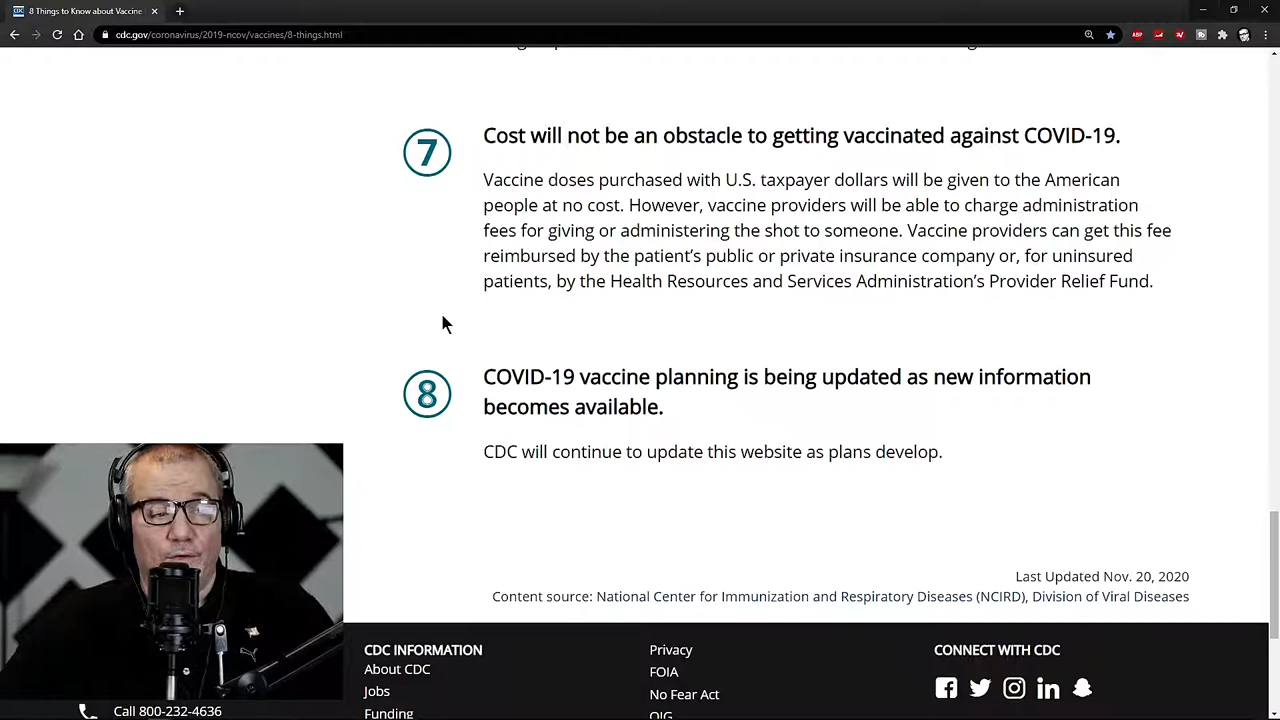 8 Things to Know about Vaccine
cdc.gov/coronavirus/2019-ncov/vaccines/8-things.html
ABP
7
Cost will not be an obstacle to getting vaccinated against COVID-19.
Vaccine doses purchased with U.S. taxpayer dollars will be given to the American
people at no cost. However, vaccine providers will be able to charge administration
fees for giving or administering the shot to someone. Vaccine providers can get this fee
reimbursed by the patient's public or private insurance company or, for uninsured
patients, by the Health Resources and Services Administration's Provider Relief Fund.
8
COVID-19 vaccine planning is being updated as new information
becomes available.
CDC will continue to update this website as plans develop.
Last Updated Nov. 20, 2020
Content source: National Center for Immunization and Respiratory Diseases (NCIRD), Division of Viral Diseases
CDC INFORMATION
About CDC
Jobs
Funding
Privacy
FOIA
No Fear Act
OIG
CONNECT WITH CDC
Call 800-232-4636